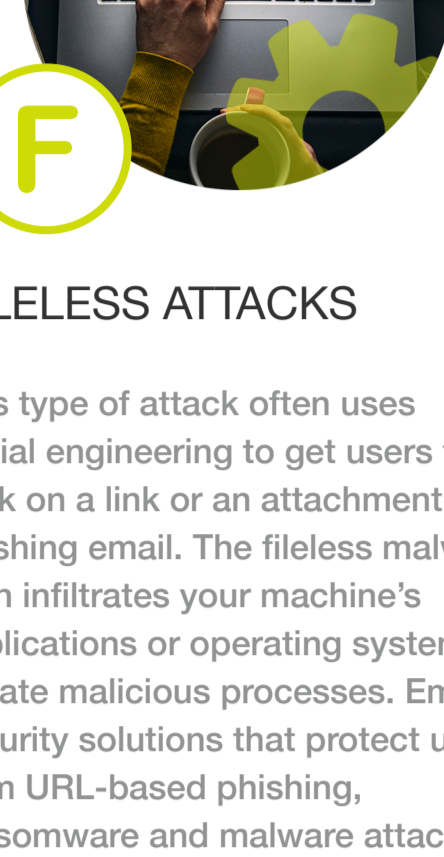 F
LELESS ATTACKS
s type of attack often uses
ial engineering to get users
k on a link or an attachment
shing email. The fileless mal
n infiltrates your machine’s
plications or operating system
ate malicious processes. Em
urity solutions that protect u
m URL-based phishing,
somware and malware attac